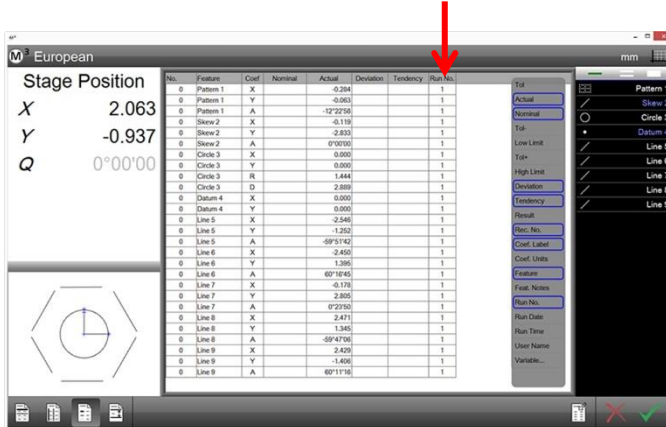 M³ European mm
Stage Position
X 2.063
Y -0.937
Q 0°00'00
No. Feature Coef Nominal Actual Deviation Tendency Run No.
0 Pattern 1 X -0.284 1
0 Pattern 1 Y -0.063 1
0 Pattern 1 A -12°22'58 1
0 Skew 2 X -0.119 1
0 Skew 2 Y -2.833 1
0 Skew 2 A 0°00'00 1
0 Circle 3 X 0.000 1
0 Circle 3 Y 0.000 1
0 Circle 3 R 1.444 1
0 Circle 3 D 2.889 1
0 Datum 4 X 0.000 1
0 Datum 4 Y 0.000 1
0 Line 5 X -2.546 1
0 Line 5 Y -1.252 1
0 Line 5 A -59°51'42 1
0 Line 6 X -2.450 1
0 Line 6 Y 1.395 1
0 Line 6 A 60°16'45 1
0 Line 7 X -0.178 1
0 Line 7 Y 2.805 1
0 Line 7 A 0°23'50 1
0 Line 8 X 2.471 1
0 Line 8 Y 1.345 1
0 Line 8 A -59°47'06 1
0 Line 9 X 2.429 1
0 Line 9 Y -1.406 1
0 Line 9 A 60°11'16 1
Tol
Actual
Nominal
Tol-
Low Limit
Tol+
High Limit
Deviation
Tendency
Result
Rec. No.
Coef. Label
Coef. Units
Feature
Feat. Notes
Run No.
Run Date
Run Time
User Name
Variable...
Pattern 1
Skew 2
Circle 3
Datum 4
Line
Line
Line
Line
Line